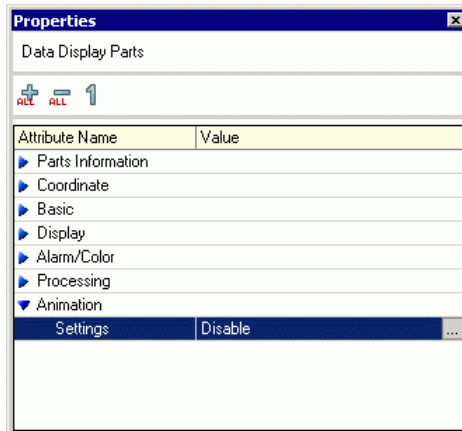 Properties
Data Display Parts
ALL ALL 1
Attribute Name Value
Parts Information
Coordinate
Basic
Display
Alarm/Color
Processing
Animation
Settings Disable ...